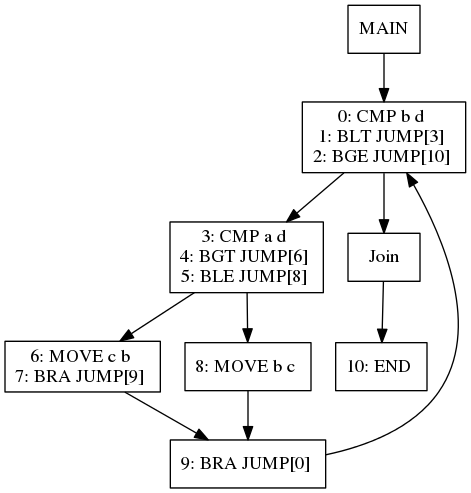 MAIN
0: CMP b d
1: BLT JUMP[3]
2: BGE JUMP[10]
3: CMP a d
4: BGT JUMP[6]
5: BLE JUMP[8]
Join
6: MOVE c b
7: BRA JUMP[9]
8: MOVE b c
10: END
9: BRA JUMP[0]